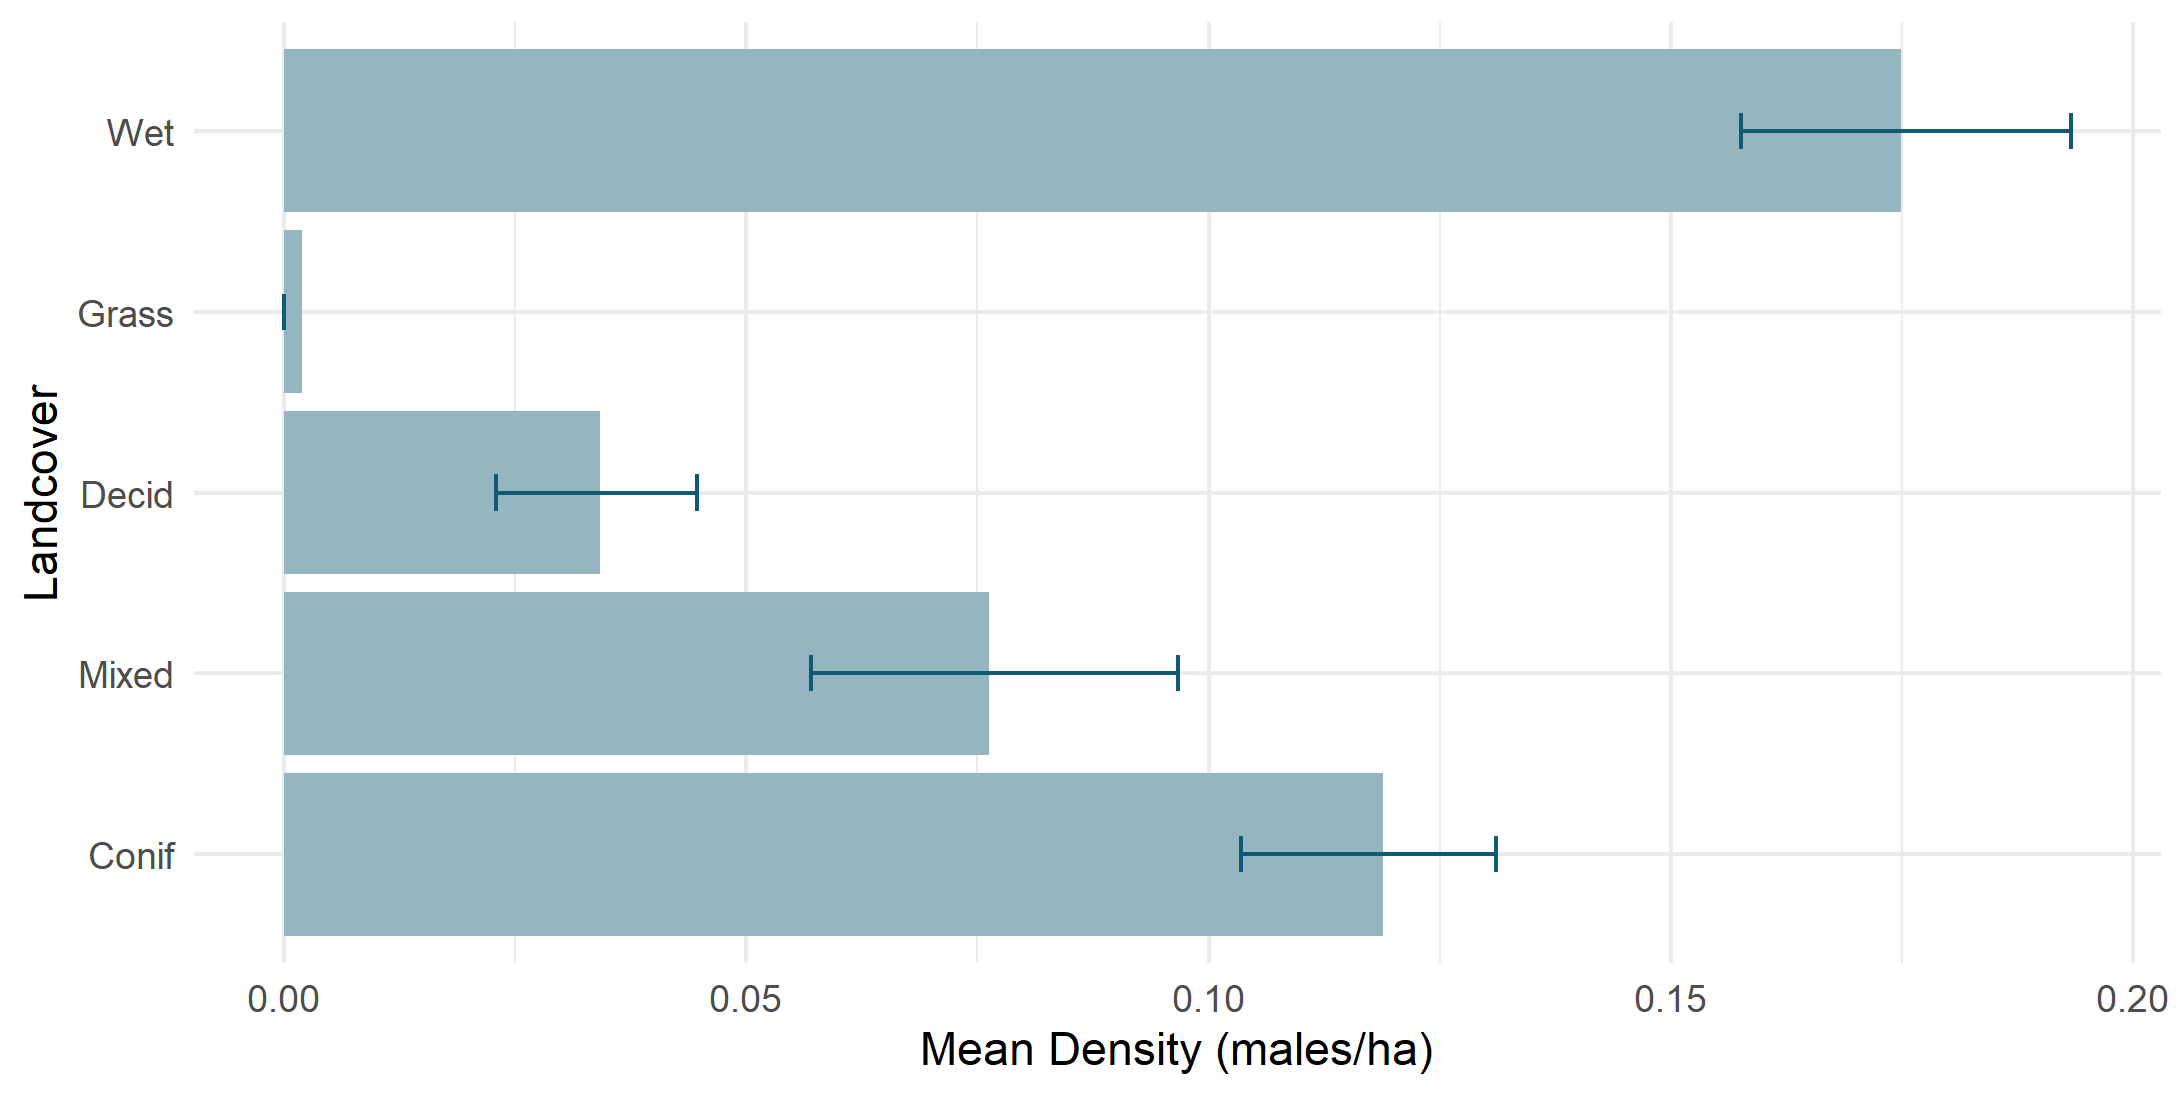 Landcover
Wet
Grass
Decid
Mixed
Conif
0.00 0.05 0.10 0.15 0.20
Mean Density (males/ha)